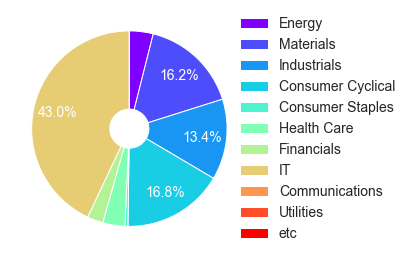 16.2%
13.4%
16.8%
43.0%
Energy
Materials
Industrials
Consumer Cyclical
Consumer Staples
Health Care
Financials
IT
Communications
Utilities
etc